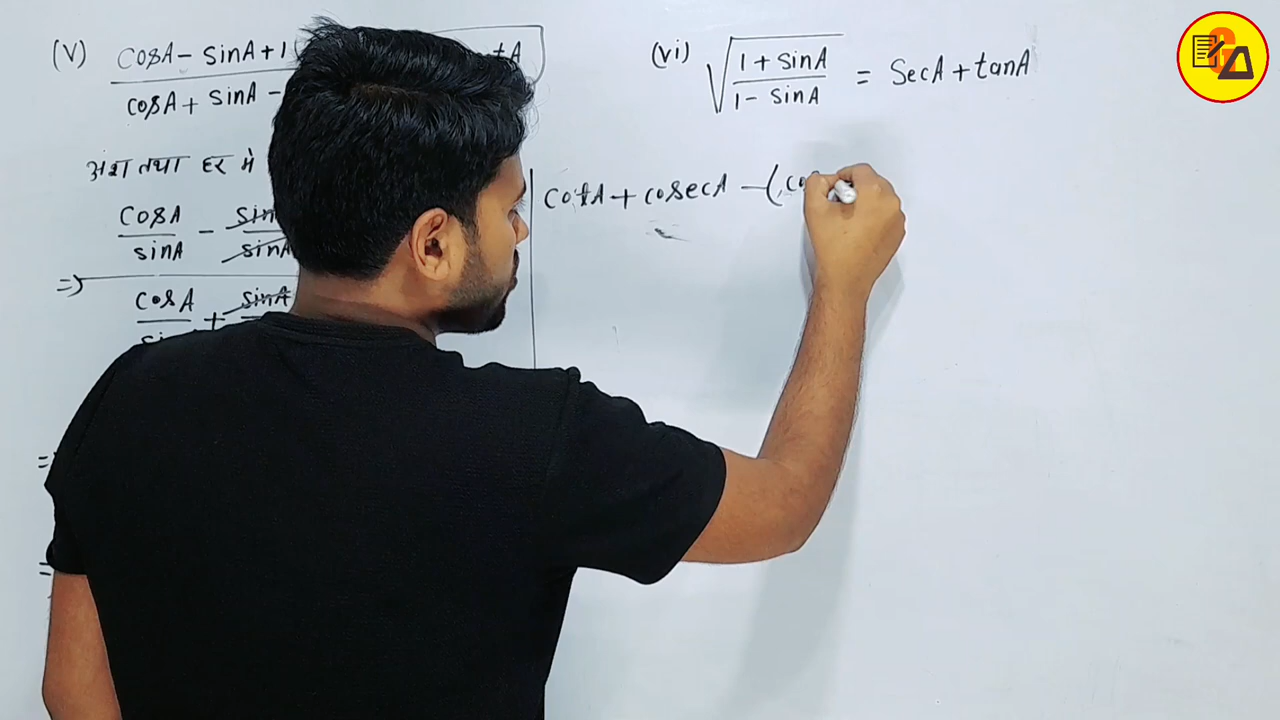 (v) cosA - sinA + 1
cosA + sinA -
tA
अंश तथा हर में
cosA/sinA - sinA/sinA
=>
cosA + sinA
=
=
cotA + cosecA - (co
(vi) √(1 + sinA / 1 - sinA) = SecA + tanA